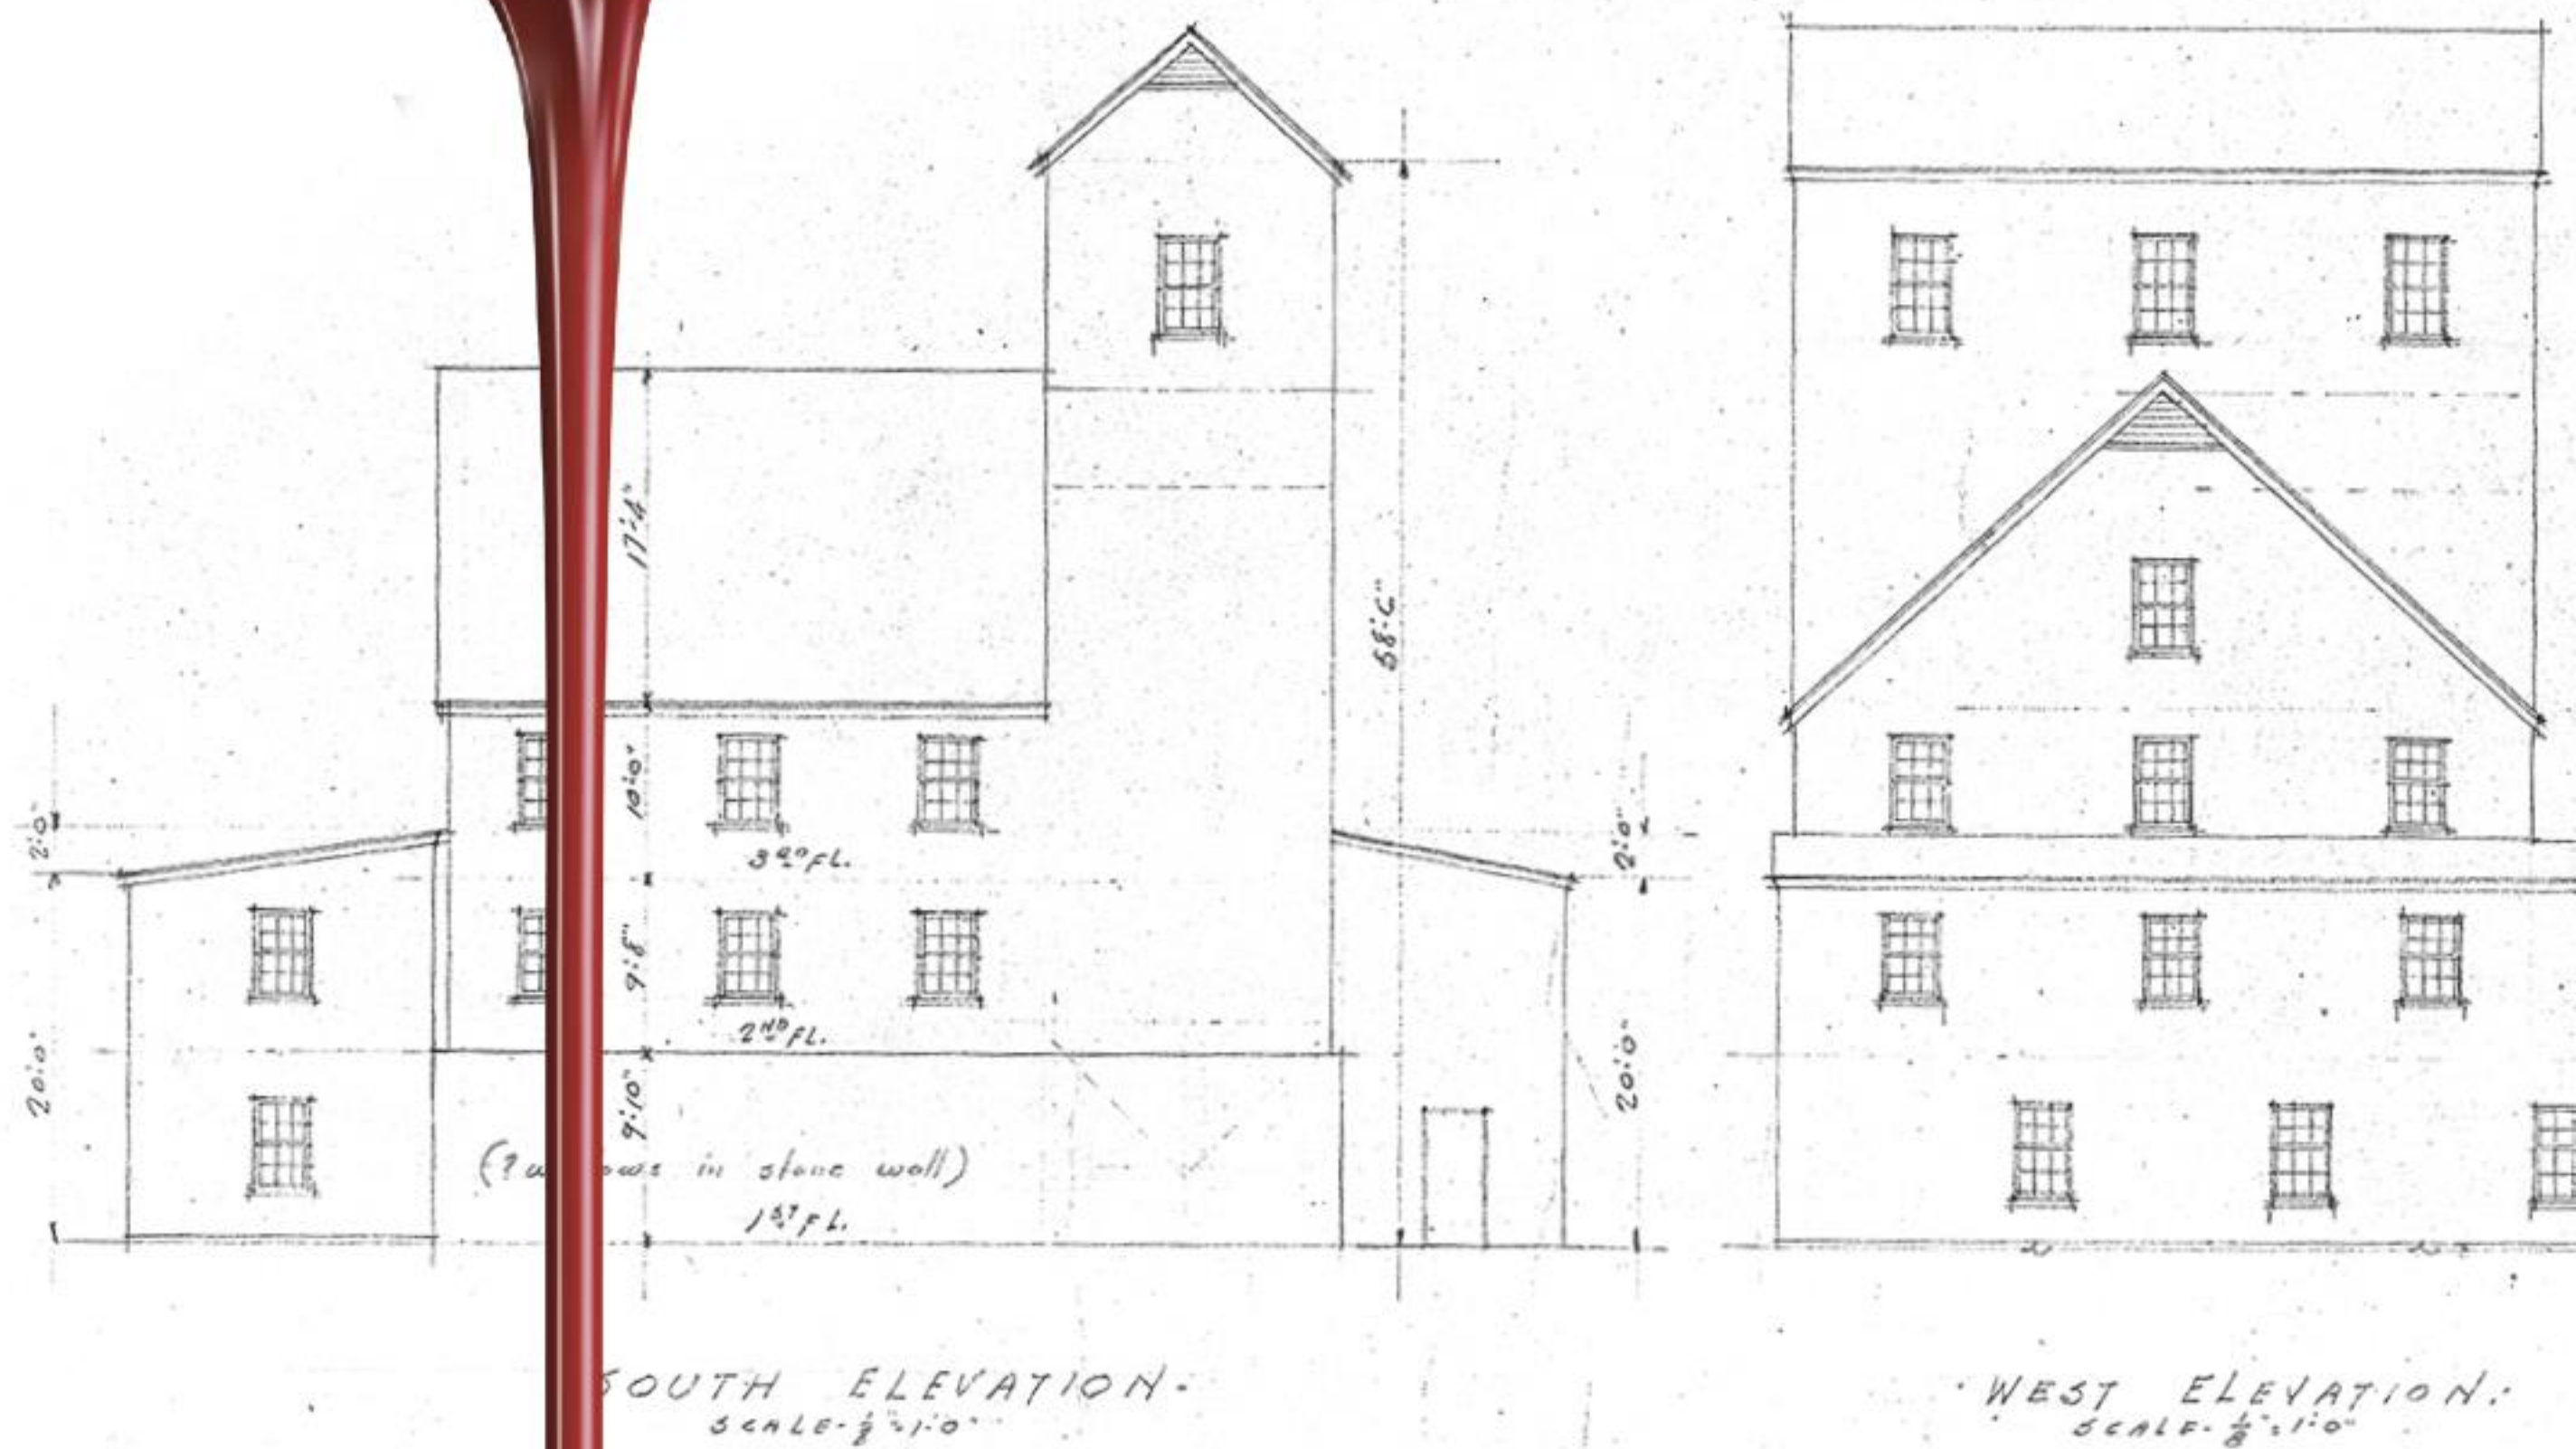 17'-4"
58'-6"
10'-0"
2'-0"
2'-0"
3RD FL.
9'-8"
2ND FL.
20'-0"
20'-0"
9'-10"
in stone wall)
1ST FL.
SOUTH ELEVATION.
SCALE-⅛"=1'-0"
WEST ELEVATION.
SCALE-⅛"=1'-0"